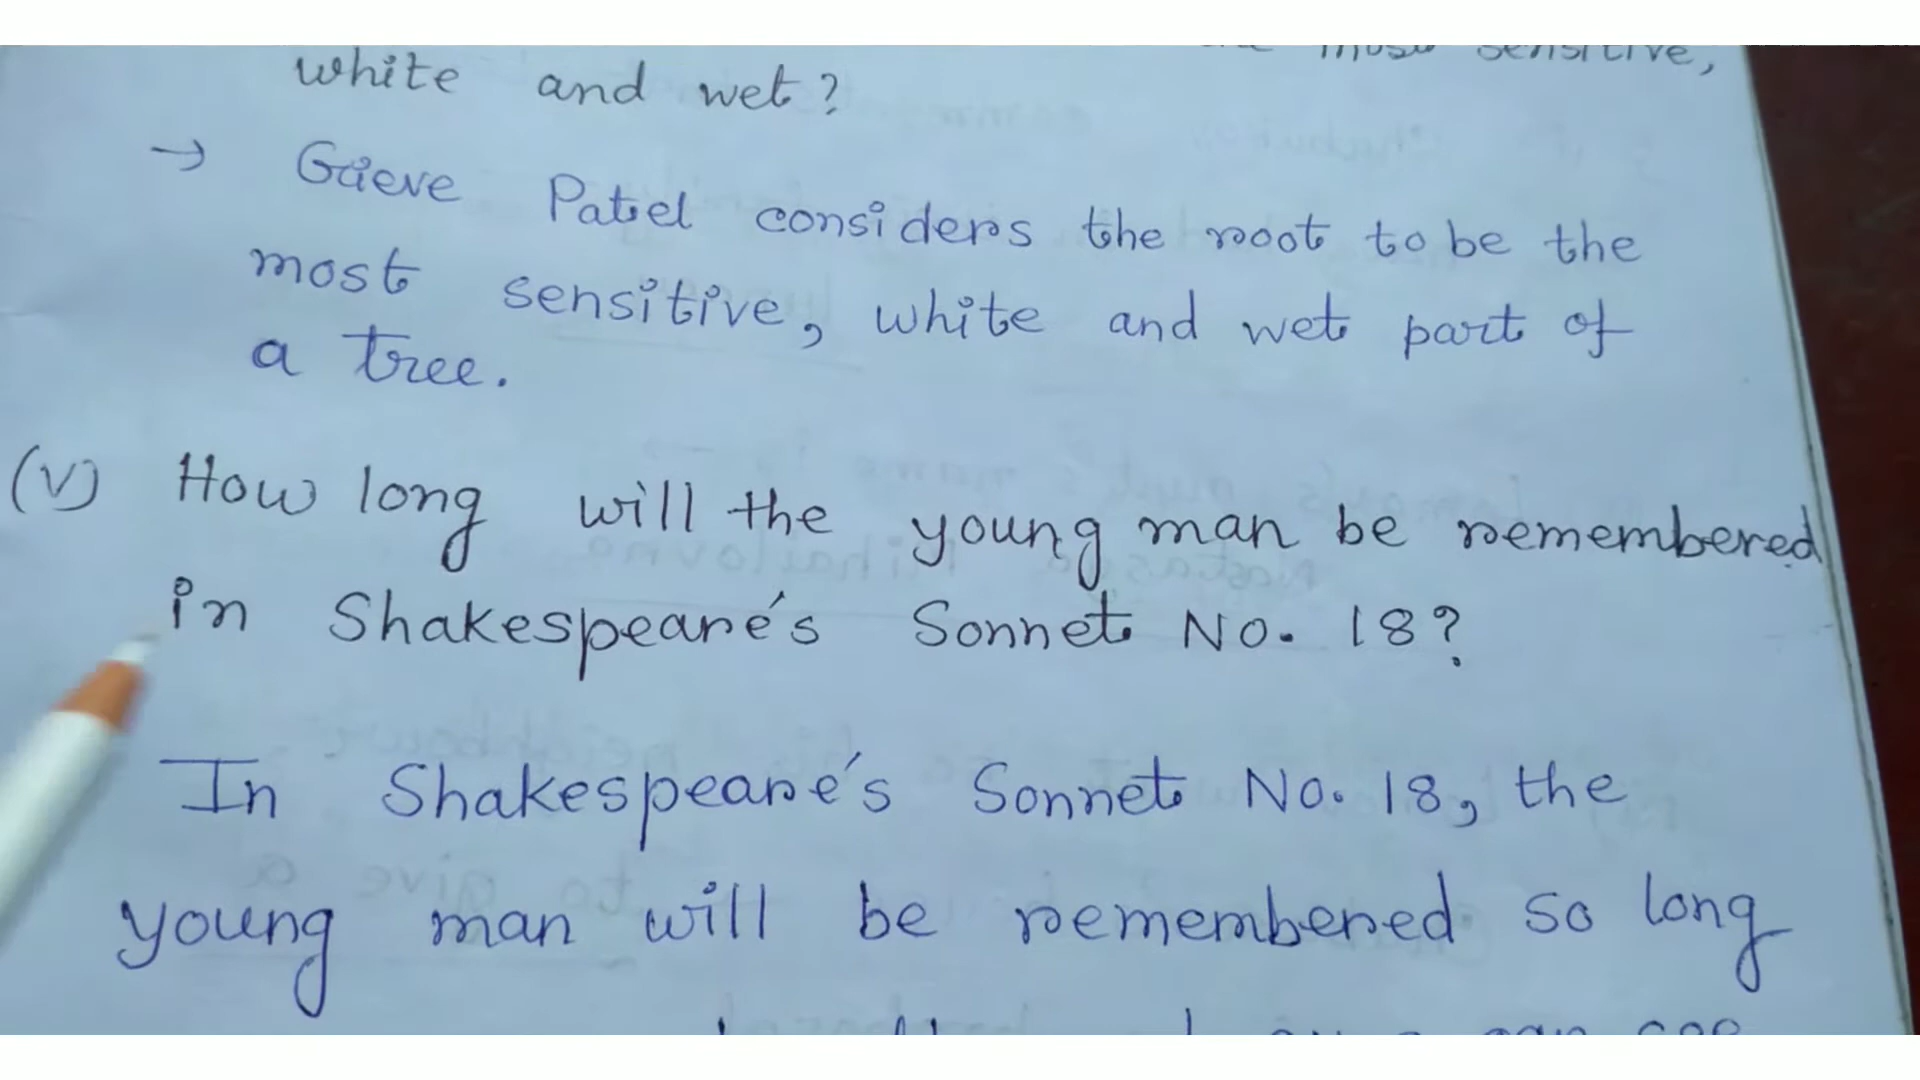 most sensitive,
white and wet?
→ Gieve Patel considers the root to be the
most sensitive, white and wet part of
a tree.
(v) How long will the young man be remembered
in Shakespeare's Sonnet No. 18?
In Shakespeare's Sonnet No. 18, the
young man will be remembered so long